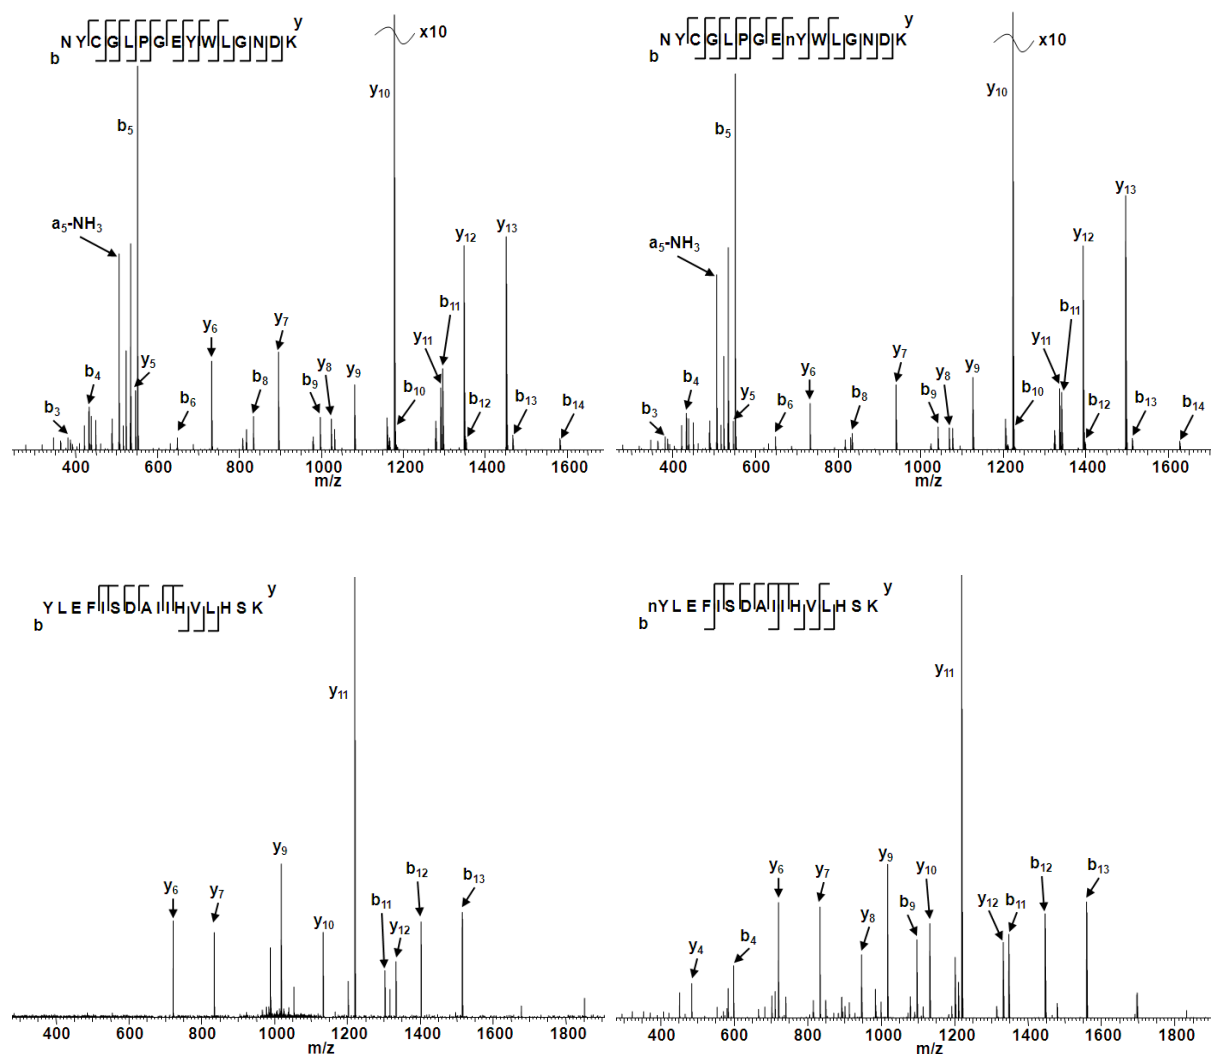 y
N Y C G L P G E Y W L G N D K
b
x10
y10
b5
a5-NH3
y12
y13
b11
y11
y6
y7
b4
y5
b8
b9
y8
y9
b10
b3
b6
b12
b13
b14
400 600 800 1000 1200 1400 1600
m/z
y
N Y C G L P G E n Y W L G N D K
b
x10
y10
b5
y13
a5-NH3
y12
b11
y11
y6
y7
y9
b4
y8
b9
y5
b10
b3
b6
b8
b12
b13
b14
400 600 800 1000 1200 1400 1600
m/z
y
Y L E F I S D A I I H V L H S K
b
y11
y9
y6
y7
b12
b13
y10
b11
y12
400 600 800 1000 1200 1400 1600 1800
m/z
y
nY L E F I S D A I I H V L H S K
b
y11
y6
y7
y9
y10
b12
b13
y8
b9
y12
b11
y4
b4
400 600 800 1000 1200 1400 1600 1800
m/z